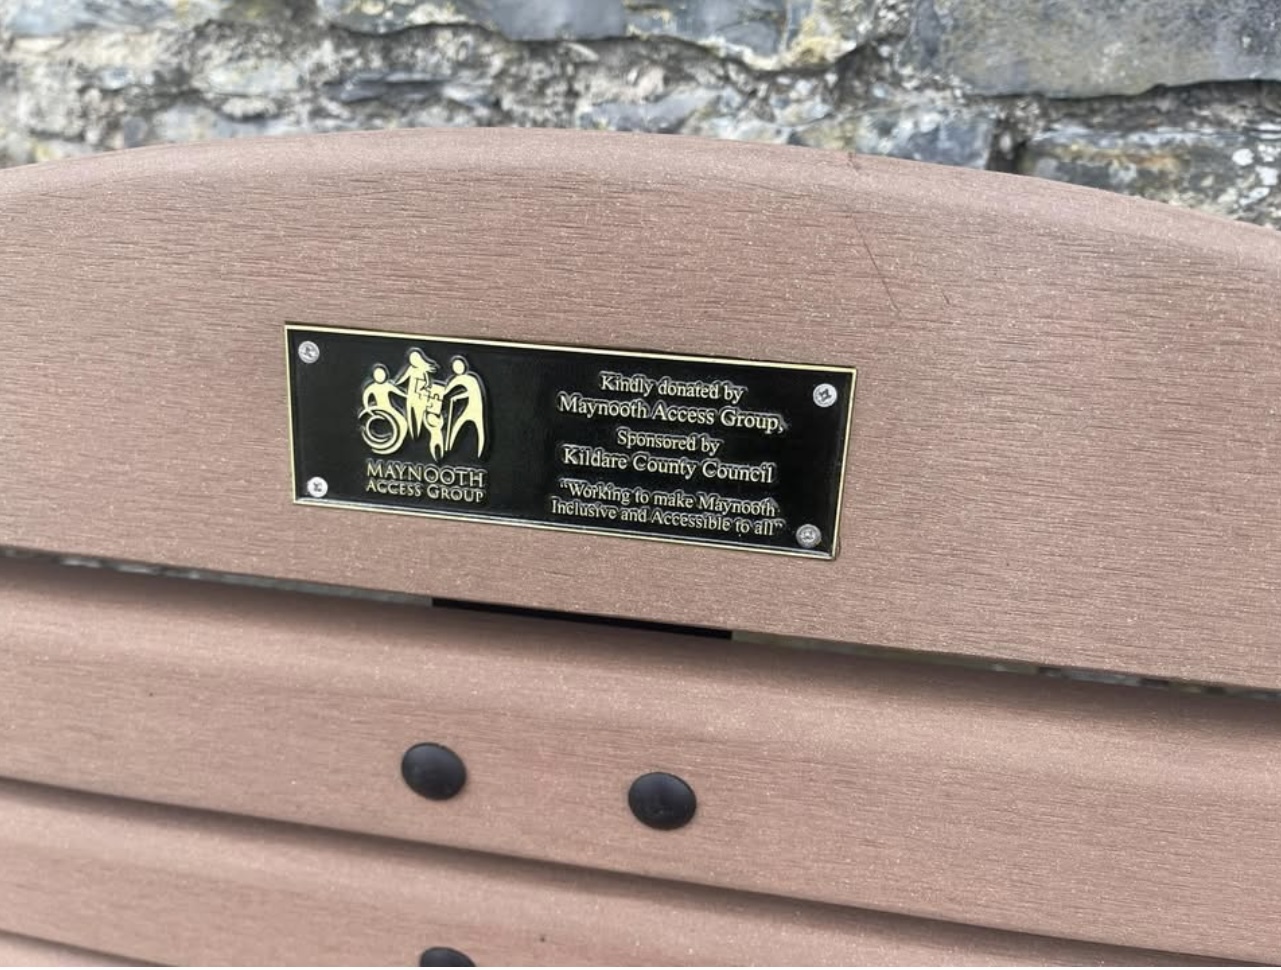 MAYNOOTH
ACCESS GROUP
Kindly donated by
Maynooth Access Group,
Sponsored by
Kildare County Council
"Working to make Maynooth
Inclusive and Accessible to all"